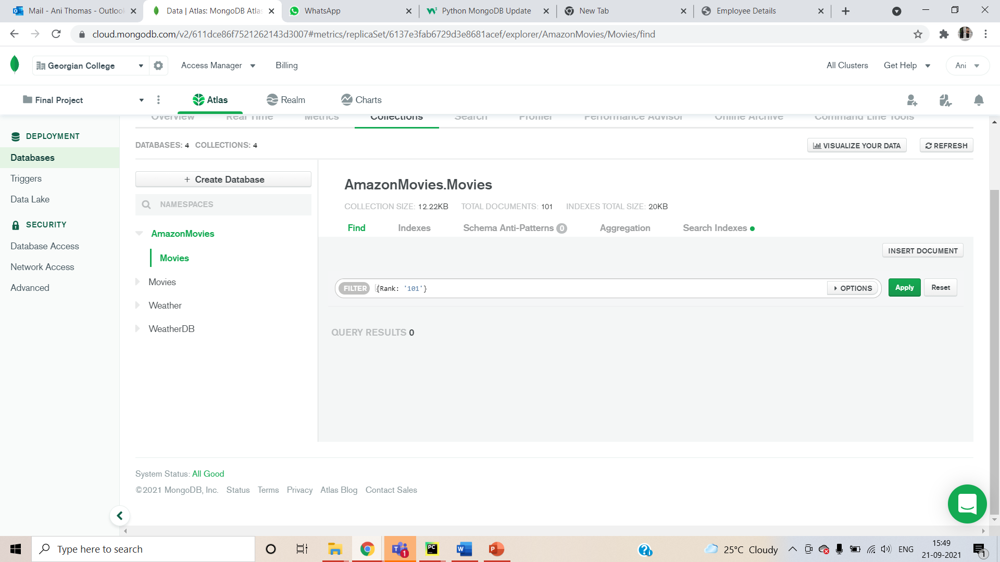 Mail - Ani Thomas - Outlook
Data | Atlas: MongoDB Atlas
WhatsApp
Python MongoDB Update
New Tab
Employee Details
cloud.mongodb.com/v2/611dce86f7521262143d3007#metrics/replicaSet/6137e3fab6729d3e8681acef/explorer/AmazonMovies/Movies/find
Georgian College
Access Manager
Billing
All Clusters
Get Help
Ani
Final Project
Atlas
Realm
Charts
Overview
Real Time
Metrics
Collections
Search
Profiler
Performance Advisor
Online Archive
Command Line Tools
DEPLOYMENT
Databases
Triggers
Data Lake
SECURITY
Database Access
Network Access
Advanced
DATABASES: 4 COLLECTIONS: 4
VISUALIZE YOUR DATA
REFRESH
+ Create Database
NAMESPACES
AmazonMovies
Movies
Movies
Weather
WeatherDB
AmazonMovies.Movies
COLLECTION SIZE: 12.22KB TOTAL DOCUMENTS: 101 INDEXES TOTAL SIZE: 20KB
Find
Indexes
Schema Anti-Patterns 0
Aggregation
Search Indexes
INSERT DOCUMENT
FILTER {Rank: '101'}
OPTIONS
Apply
Reset
QUERY RESULTS 0
System Status: All Good
©2021 MongoDB, Inc. Status Terms Privacy Atlas Blog Contact Sales
Type here to search
PC
1
W
P
25°C Cloudy
ENG
15:49
21-09-2021
1